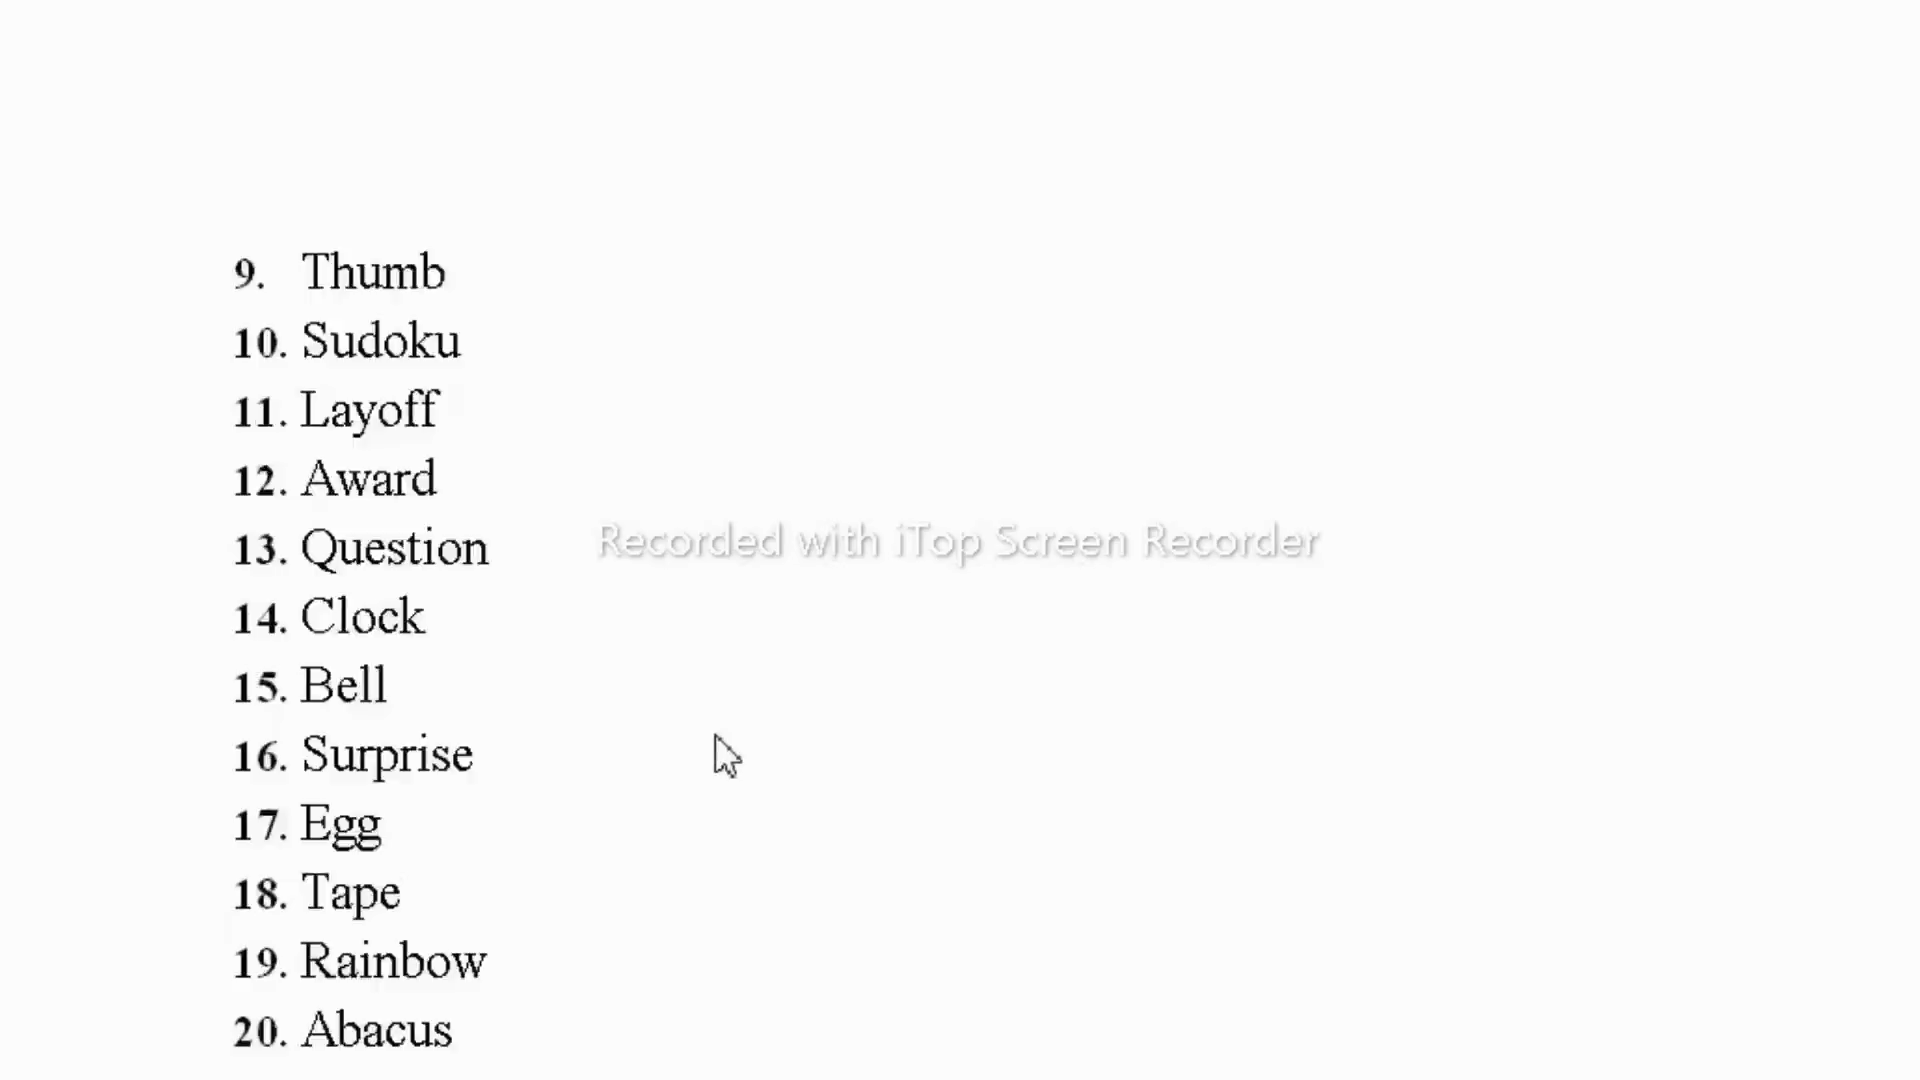 9. Thumb
10. Sudoku
11. Layoff
12. Award
13. Question
Recorded with iTop Screen Recorder
14. Clock
15. Bell
16. Surprise
17. Egg
18. Tape
19. Rainbow
20. Abacus